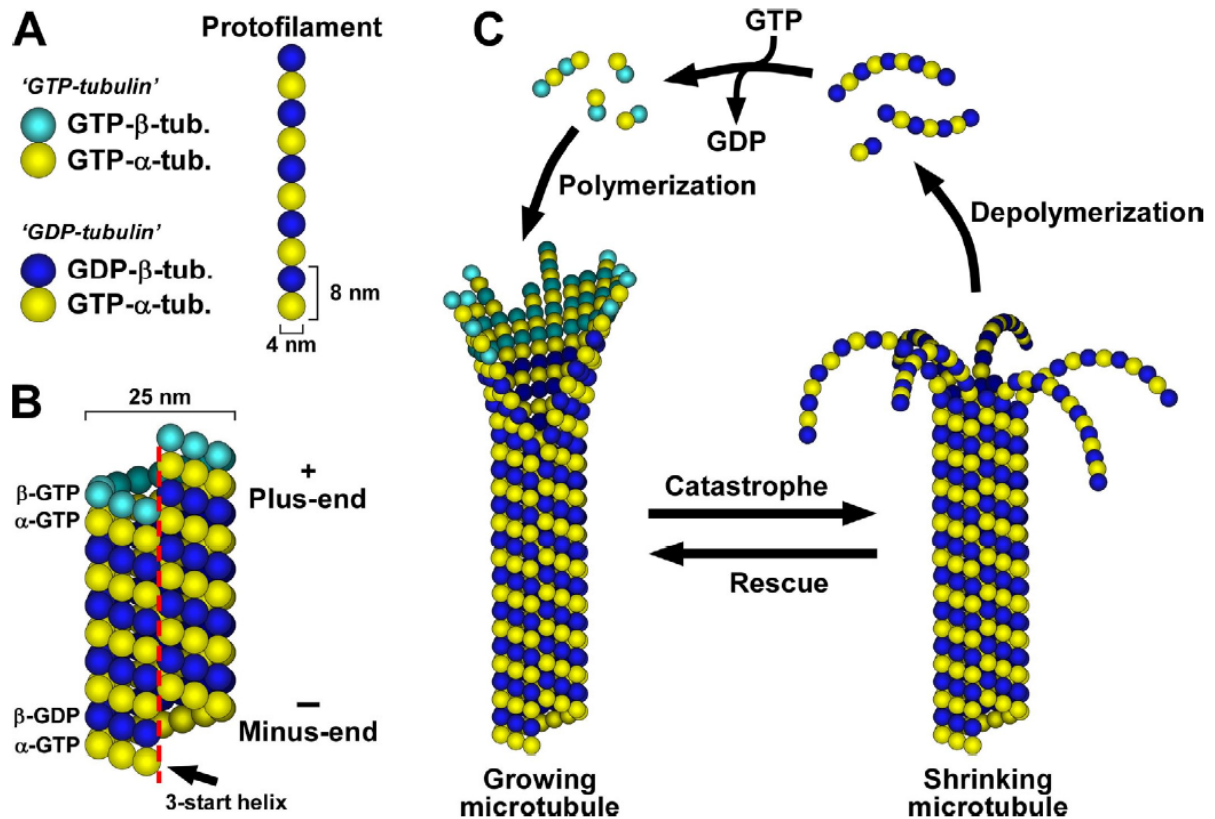 A
Protofilament
'GTP-tubulin'
GTP-β-tub.
GTP-α-tub.
'GDP-tubulin'
GDP-β-tub.
GTP-α-tub.
8 nm
4 nm
B
25 nm
β-GTP
α-GTP
+
Plus-end
β-GDP
α-GTP
−
Minus-end
3-start helix
C
GTP
GDP
Polymerization
Depolymerization
Catastrophe
Rescue
Growing
microtubule
Shrinking
microtubule